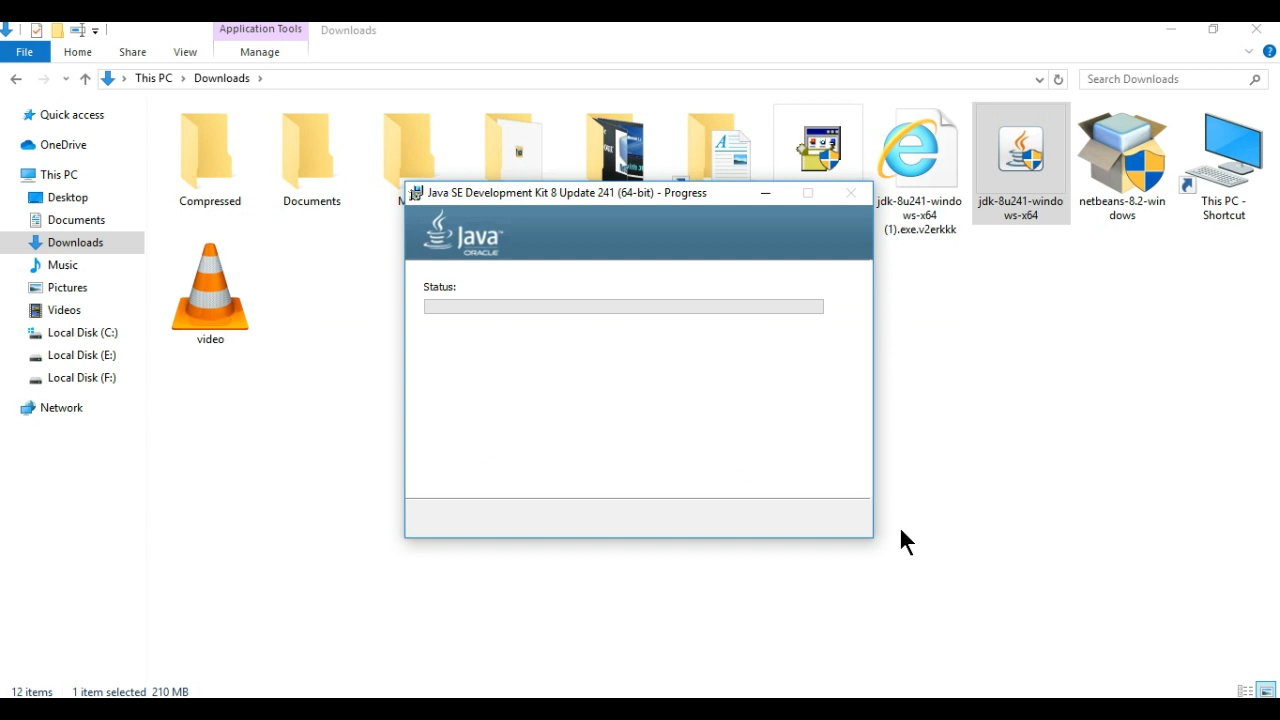 Application Tools
Downloads
File
Home
Share
View
Manage
This PC
Downloads
Search Downloads
Quick access
OneDrive
This PC
Desktop
Documents
Downloads
Music
Pictures
Videos
Local Disk (C:)
Local Disk (E:)
Local Disk (F:)
Network
Compressed
Documents
jdk-8u241-windo
ws-x64
(1).exe.v2erkkk
jdk-8u241-windo
ws-x64
netbeans-8.2-win
dows
This PC -
Shortcut
video
Java SE Development Kit 8 Update 241 (64-bit) - Progress
Java
ORACLE
Status:
12 items
1 item selected 210 MB